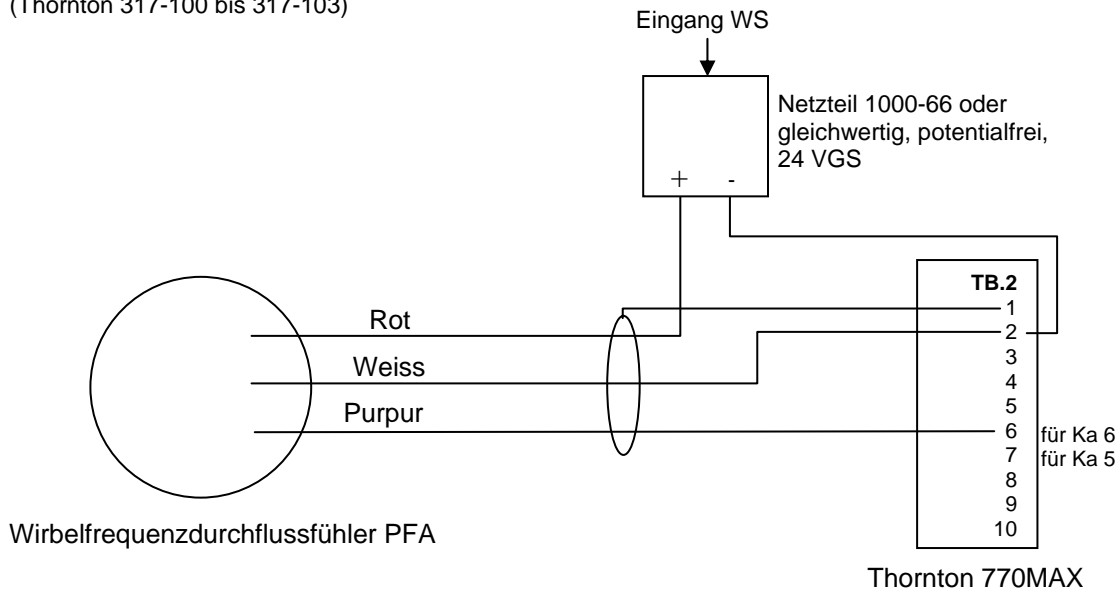 (Thornton 317-100 bis 317-103)
Eingang WS
Netzteil 1000-66 oder
gleichwertig, potentialfrei,
24 VGS
+ -
TB.2
1
2
3
4
5
6
7
8
9
10
Rot
Weiss
Purpur
für Ka 6
für Ka 5
Wirbelfrequenzdurchflussfühler PFA
Thornton 770MAX